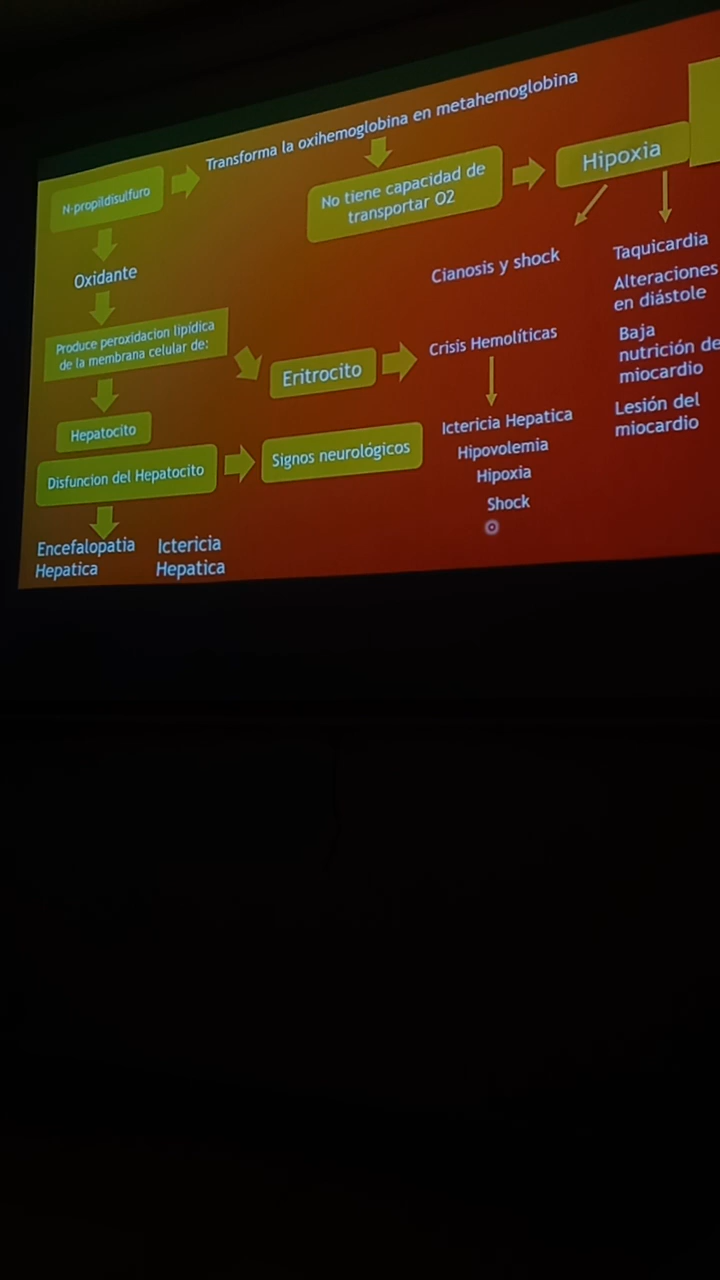 Transforma la oxihemoglobina en metahemoglobina
N-propildisulfuro
No tiene capacidad de
transportar O2
Hipoxia
Oxidante
Cianosis y shock
Taquicardia
Alteraciones
en diástole
Baja
nutrición de
miocardio
Lesión del
miocardio
Produce peroxidacion lipídica
de la membrana celular de:
Eritrocito
Crisis Hemolíticas
Hepatocito
Disfuncion del Hepatocito
Signos neurológicos
Ictericia Hepatica
Hipovolemia
Hipoxia
Shock
Encefalopatia
Hepatica
Ictericia
Hepatica